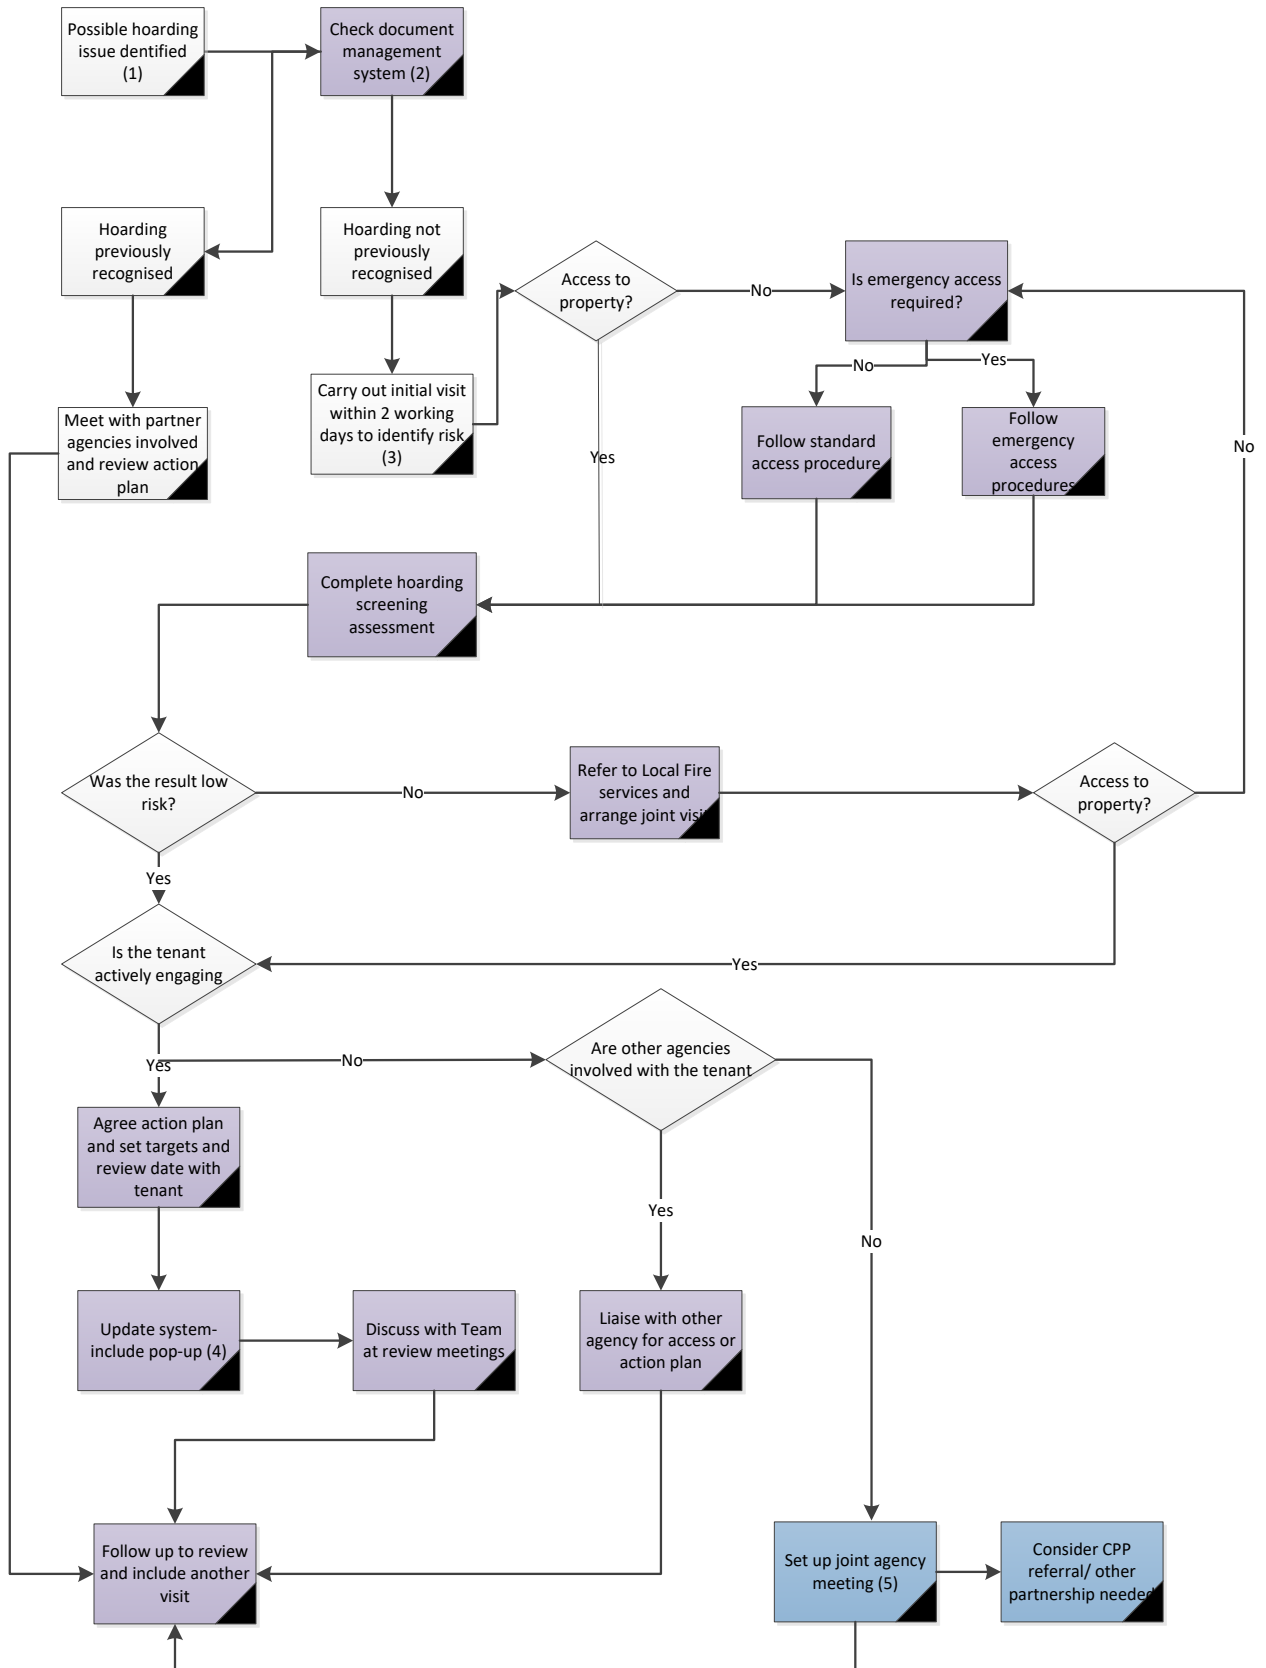 Possible hoarding
issue dentified
(1)
Check document
management
system (2)
Hoarding
previously
recognised
Hoarding not
previously
recognised
Access to
property?
No
Is emergency access
required?
No
Yes
Meet with partner
agencies involved
and review action
plan
Carry out initial visit
within 2 working
days to identify risk
(3)
Yes
Follow standard
access procedure
Follow
emergency
access
procedures
No
Complete hoarding
screening
assessment
Was the result low
risk?
No
Refer to Local Fire
services and
arrange joint visit
Access to
property?
Yes
Is the tenant
actively engaging
Yes
Yes
No
Are other agencies
involved with the tenant
Agree action plan
and set targets and
review date with
tenant
Yes
No
Update system-
include pop-up (4)
Discuss with Team
at review meetings
Liaise with other
agency for access or
action plan
Follow up to review
and include another
visit
Set up joint agency
meeting (5)
Consider CPP
referral/ other
partnership needed